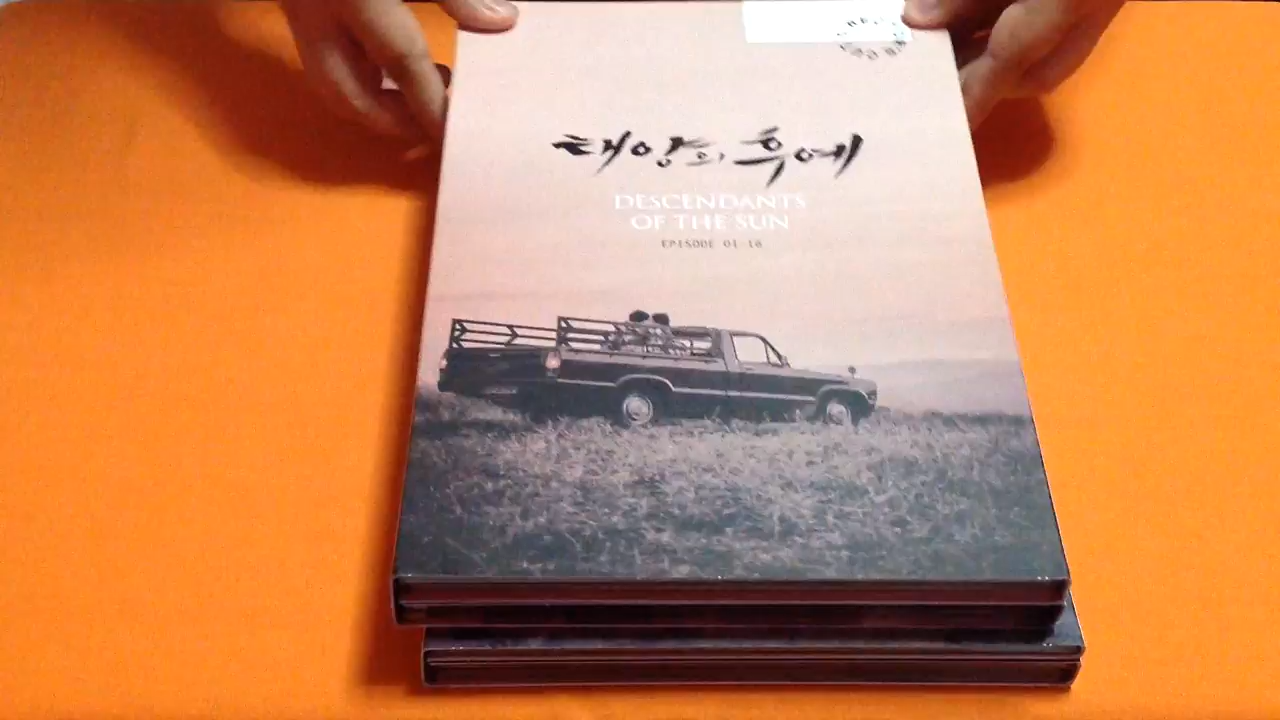 태양의 후예
DESCENDANTS
OF THE SUN
EPISODE 01 16